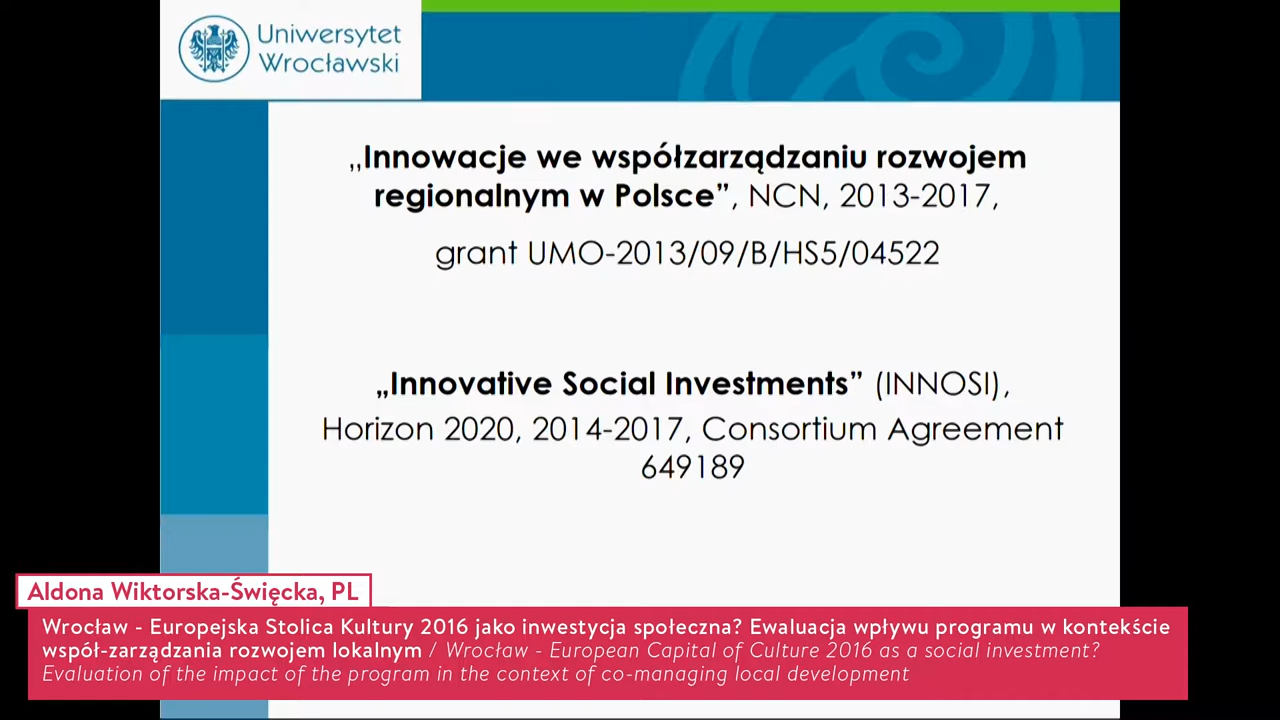 Uniwersytet
Wrocławski
„Innowacje we współzarządzaniu rozwojem
regionalnym w Polsce”, NCN, 2013-2017,
grant UMO-2013/09/B/HS5/04522
„Innovative Social Investments” (INNOSI),
Horizon 2020, 2014-2017, Consortium Agreement
649189
Aldona Wiktorska-Święcka, PL
Wrocław - Europejska Stolica Kultury 2016 jako inwestycja społeczna? Ewaluacja wpływu programu w kontekście
współ-zarządzania rozwojem lokalnym / Wrocław - European Capital of Culture 2016 as a social investment?
Evaluation of the impact of the program in the context of co-managing local development